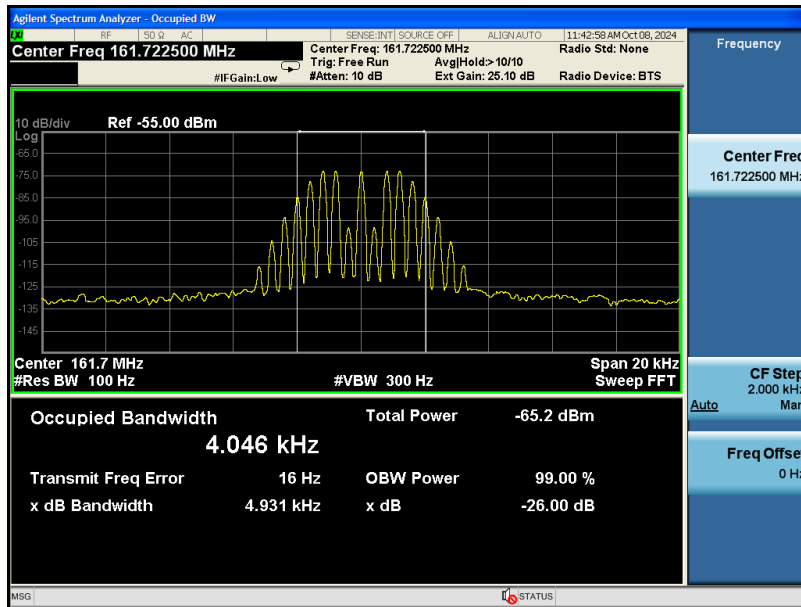 Agilent Spectrum Analyzer - Occupied BW
LXI RF 50 Ω AC SENSE:INT SOURCE OFF ALIGN AUTO 11:42:58 AM Oct 08, 2024
Center Freq 161.722500 MHz
Center Freq: 161.722500 MHz Radio Std: None
Trig: Free Run Avg|Hold:>10/10
#IFGain:Low #Atten: 10 dB Ext Gain: 25.10 dB Radio Device: BTS
10 dB/div Ref -55.00 dBm
Log
-65.0
-75.0
-85.0
-95.0
-105
-115
-125
-135
-145
Center 161.7 MHz Span 20 kHz
#Res BW 100 Hz #VBW 300 Hz Sweep FFT
Occupied Bandwidth Total Power -65.2 dBm
4.046 kHz
Transmit Freq Error 16 Hz OBW Power 99.00 %
x dB Bandwidth 4.931 kHz x dB -26.00 dB
MSG STATUS
Frequency
Center Freq
161.722500 MHz
CF Step
2.000 kHz
Auto Man
Freq Offset
0 Hz